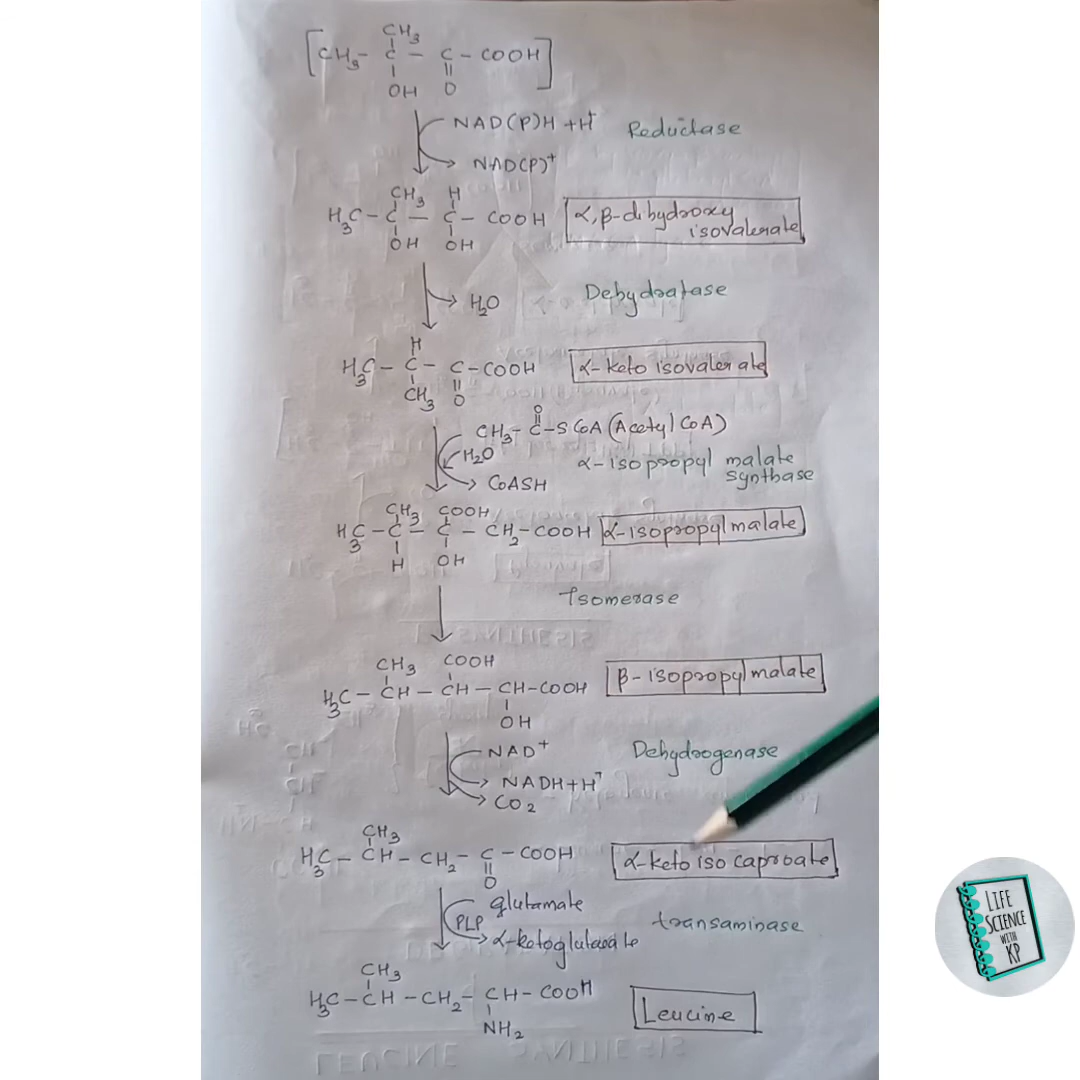 CH3
[CH3 - C - C - COOH]
OH O
NAD(P)H + H+ Reductase
NAD(P)+
CH3 H
H3C - C - C - COOH α,β-dihydroxy
isovalerate
OH OH
H2O Dehydratase
H
H3C - C - C - COOH α-keto isovalerate
CH3 O
O
CH3 - C - S CoA (Acetyl CoA)
H2O α-isopropyl malate
synthase
CoASH
CH3 COOH
H3C - C - C - CH2 - COOH α-isopropylmalate
H OH
Isomerase
CH3 COOH
H3C - CH - CH - CH - COOH β-isopropylmalate
OH
NAD+ Dehydrogenase
NADH + H+
CO2
CH3
H3C - CH - CH2 - C - COOH α-keto iso caproate
O
glutamate
PLP transaminase
α-ketoglutarate
CH3
H3C - CH - CH2 - CH - COOH Leucine
NH2
LIFE
SCIENCE
WITH
KP